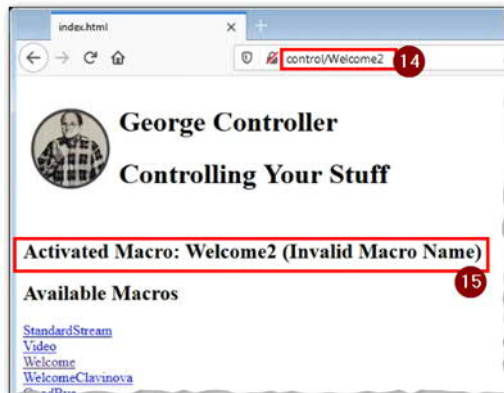 index.html
control/Welcome2
14
George Controller
Controlling Your Stuff
Activated Macro: Welcome2 (Invalid Macro Name)
15
Available Macros
StandardStream
Video
Welcome
WelcomeClavinova